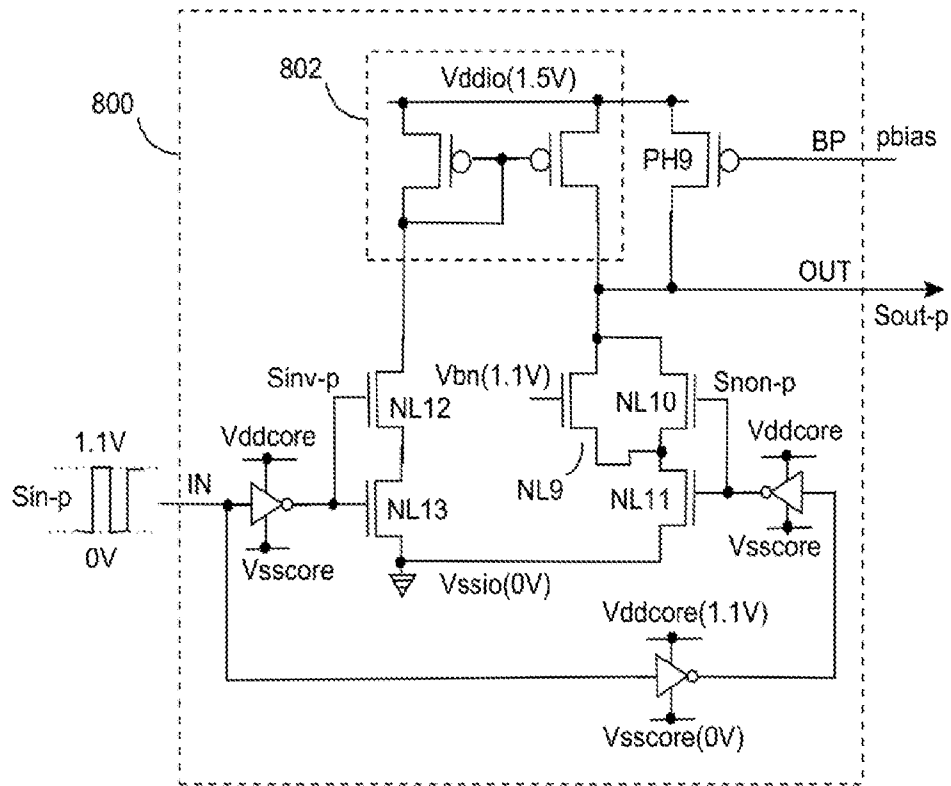 802
Vddio(1.5V)
800
PH9
BP
pbias
OUT
Sout-p
Sinv-p
Vbn(1.1V)
Snon-p
NL12
NL10
Vddcore
Vddcore
1.1V
Sin-p
IN
NL9
NL13
NL11
0V
Vsscore
Vsscore
Vssio(0V)
Vddcore(1.1V)
Vsscore(0V)